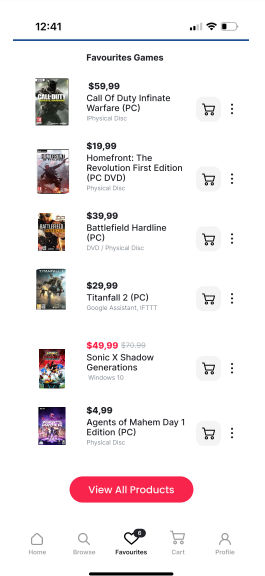 12:41
Favourites Games
$59,99
Call Of Duty Infinate
Warfare (PC)
IPhysical Disc
$19,99
Homefront: The
Revolution First Edition
(PC DVD)
Physical Disc
$39,99
Battlefield Hardline
(PC)
DVD / Physical Disc
$29,99
Titanfall 2 (PC)
Google Assistant, IFTTT
$49,99 $70,99
Sonic X Shadow
Generations
Windows 10
$4,99
Agents of Mahem Day 1
Edition (PC)
Physical Disc
View All Products
Home Browse Favourites Cart Profile